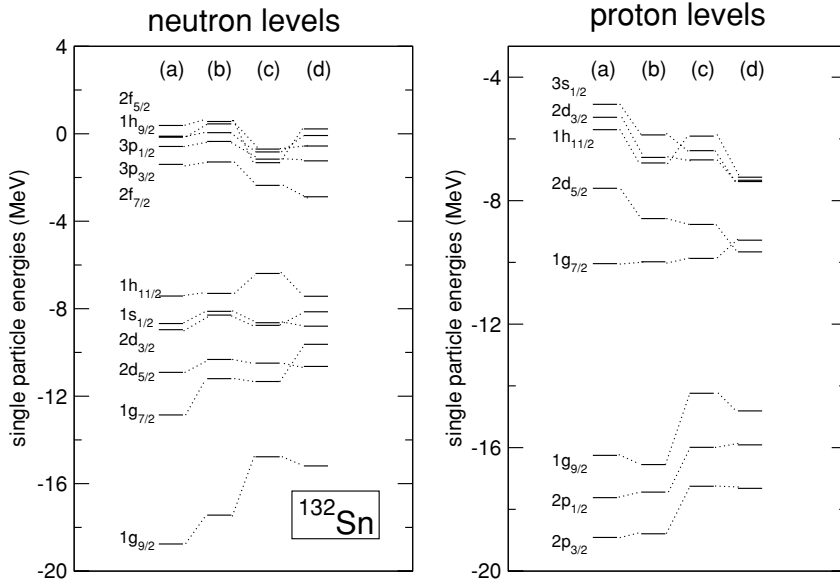 neutron levels
proton levels
single particle energies (MeV)
4
0
-4
-8
-12
-16
-20
(a) (b) (c) (d)
2f5/2
1h9/2
3p1/2
3p3/2
2f7/2
1h11/2
1s1/2
2d3/2
2d5/2
1g7/2
1g9/2
132Sn
single particle energies (MeV)
-4
-8
-12
-16
-20
(a) (b) (c) (d)
3s1/2
2d3/2
1h11/2
2d5/2
1g7/2
1g9/2
2p1/2
2p3/2